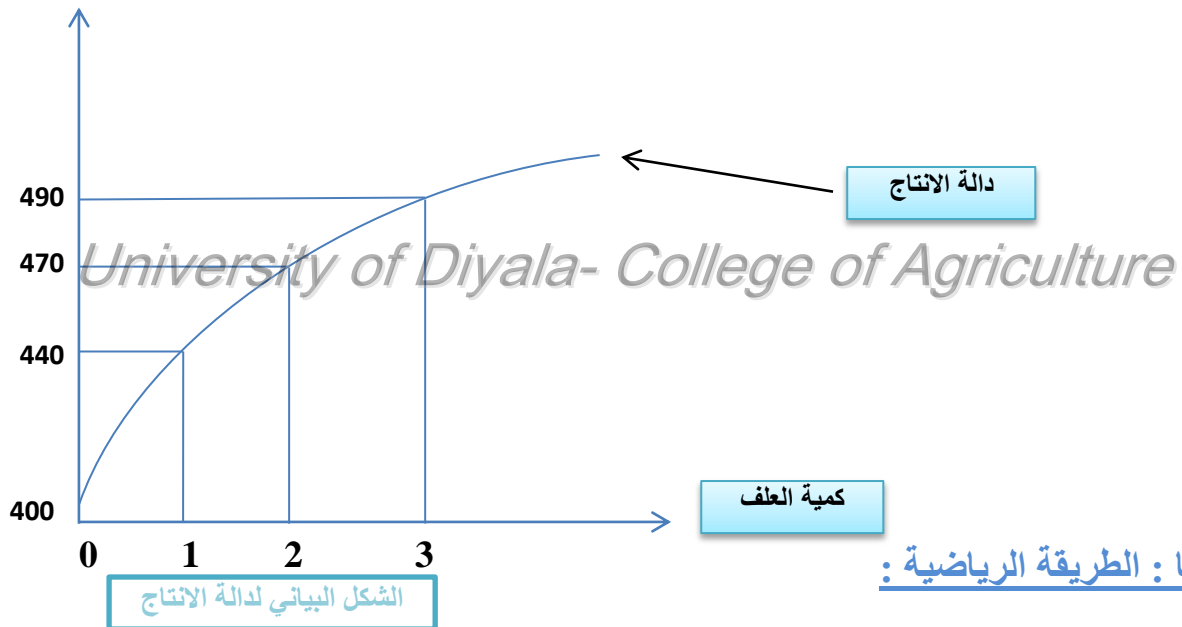 490
دالة الانتاج
University of Diyala- College of Agriculture
470
440
كمية العلف
400
0 1 2 3
ا : الطريقة الرياضية :
الشكل البياني لدالة الانتاج